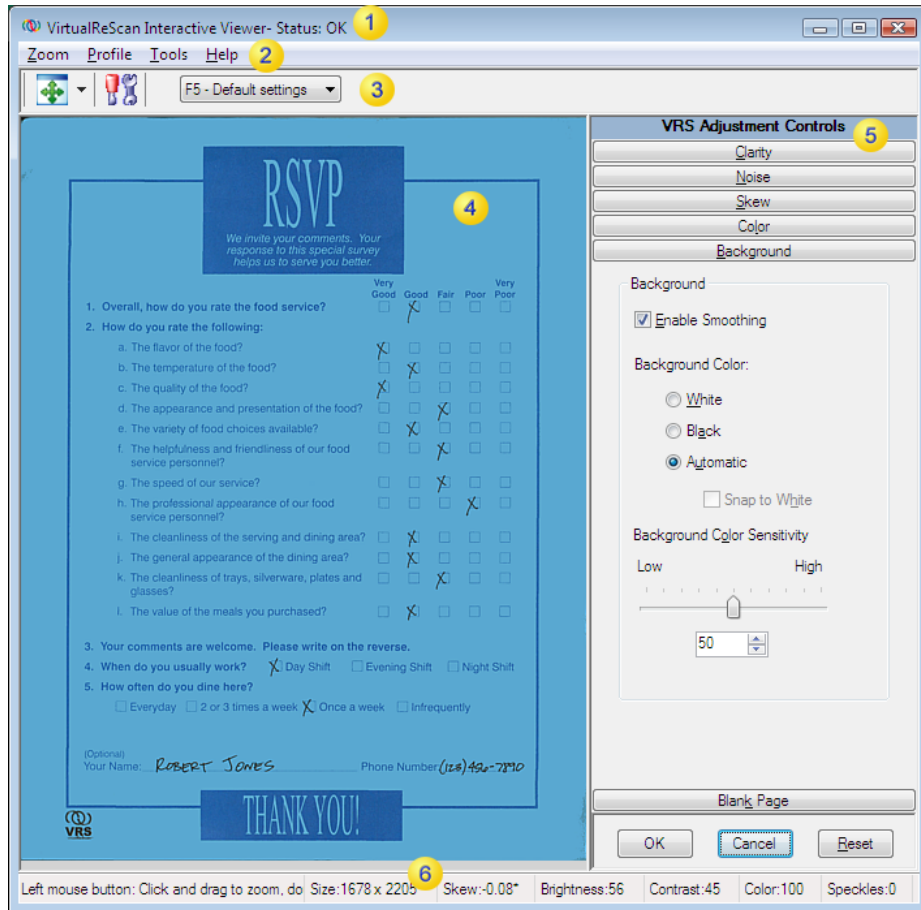 VirtualReScan Interactive Viewer- Status: OK 1
Zoom Profile Tools Help 2
F5 - Default settings 3
RSVP
We invite your comments. Your
response to this special survey
helps us to serve you better.
4
Very Good Good Fair Poor Very Poor
1. Overall, how do you rate the food service?
2. How do you rate the following:
a. The flavor of the food?
b. The temperature of the food?
c. The quality of the food?
d. The appearance and presentation of the food?
e. The variety of food choices available?
f. The helpfulness and friendliness of our food
service personnel?
g. The speed of our service?
h. The professional appearance of our food
service personnel?
i. The cleanliness of the serving and dining area?
j. The general appearance of the dining area?
k. The cleanliness of trays, silverware, plates and
glasses?
l. The value of the meals you purchased?
3. Your comments are welcome. Please write on the reverse.
4. When do you usually work? X Day Shift Evening Shift Night Shift
5. How often do you dine here?
Everyday 2 or 3 times a week X Once a week Infrequently
(Optional)
Your Name: ROBERT JONES Phone Number (123) 456-7890
THANK YOU!
VRS
VRS Adjustment Controls 5
Clarity
Noise
Skew
Color
Background
Background
Enable Smoothing
Background Color:
White
Black
Automatic
Snap to White
Background Color Sensitivity
Low High
50
Blank Page
OK Cancel Reset
6
Left mouse button: Click and drag to zoom, do Size:1678 x 2205 Skew:-0.08* Brightness:56 Contrast:45 Color:100 Speckles:0